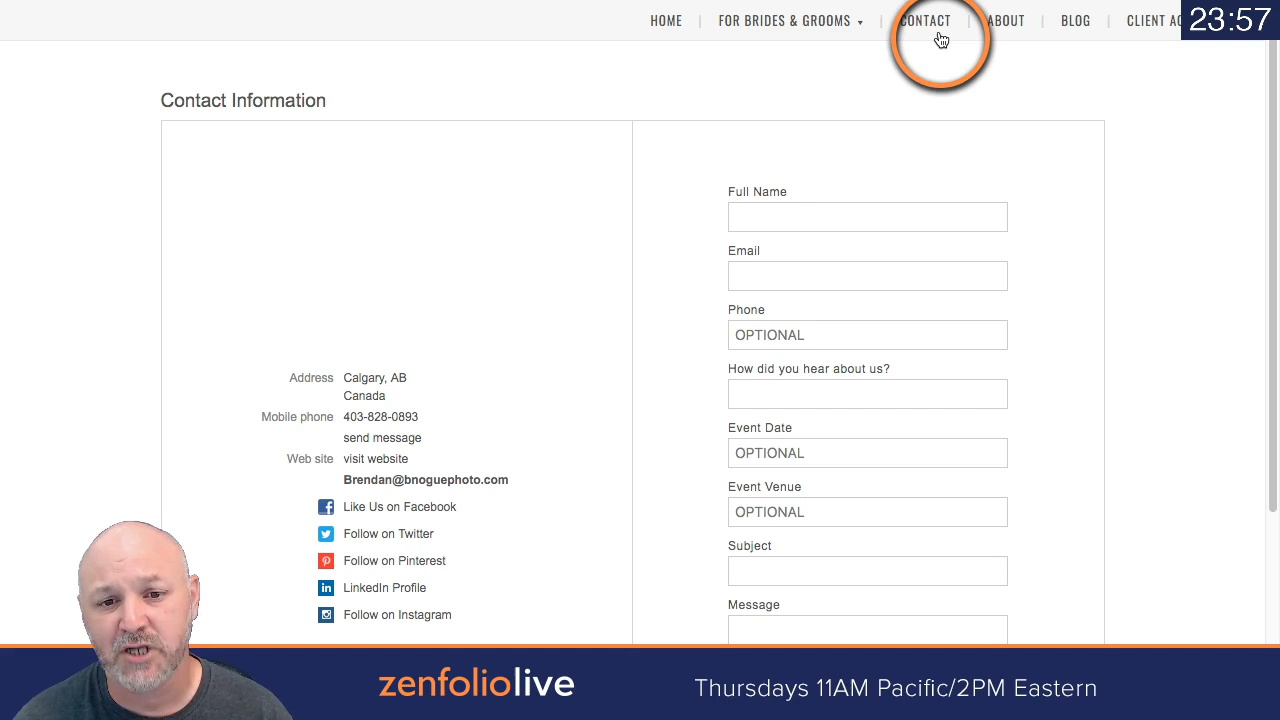 HOME | FOR BRIDES & GROOMS ▾ | CONTACT | ABOUT | BLOG | CLIENT
23:57
Contact Information
Address Calgary, AB
Canada
Mobile phone 403-828-0893
send message
Web site visit website
Brendan@bnoguephoto.com
Like Us on Facebook
Follow on Twitter
Follow on Pinterest
LinkedIn Profile
Follow on Instagram
Full Name
Email
Phone
OPTIONAL
How did you hear about us?
Event Date
OPTIONAL
Event Venue
OPTIONAL
Subject
Message
zenfoliolive
Thursdays 11AM Pacific/2PM Eastern